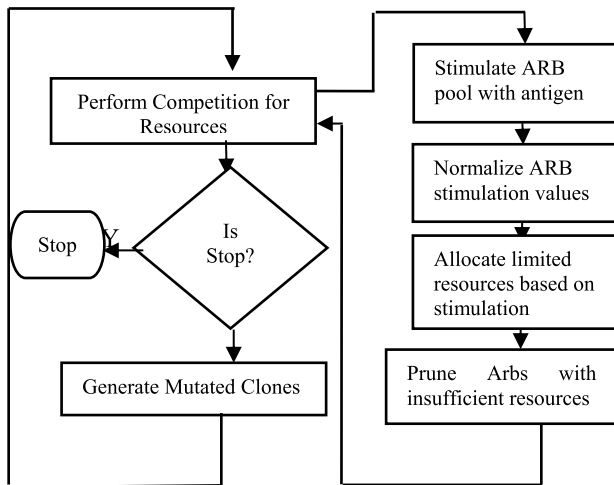 Perform Competition for
Resources
Is
Stop?
Y
Stop
Generate Mutated Clones
Stimulate ARB
pool with antigen
Normalize ARB
stimulation values
Allocate limited
resources based on
stimulation
Prune Arbs with
insufficient resources